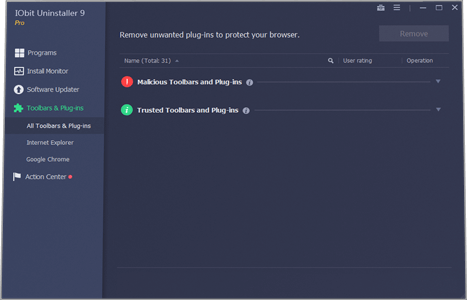 IObit Uninstaller 9
Pro
Remove unwanted plug-ins to protect your browser.
Remove
Name (Total: 31)
User rating
Operation
Programs
Install Monitor
Software Updater
Toolbars & Plug-ins
All Toolbars & Plug-ins
Internet Explorer
Google Chrome
Action Center
Malicious Toolbars and Plug-ins
Trusted Toolbars and Plug-ins